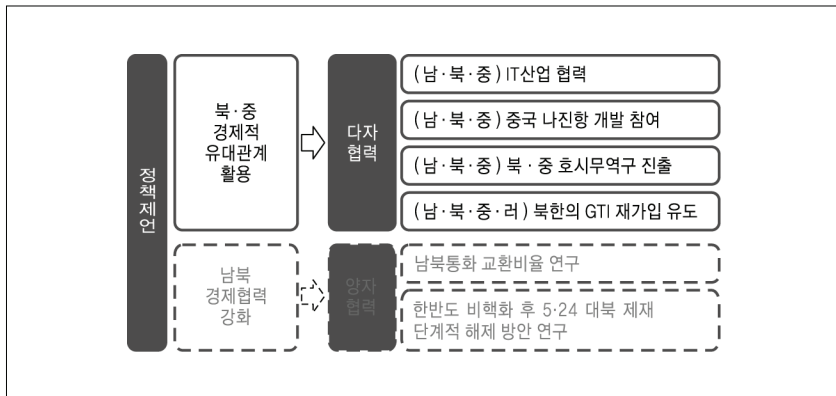 정책제언
북·중
경제적
유대관계
활용
다자
협력
(남·북·중) IT산업 협력
(남·북·중) 중국 나진항 개발 참여
(남·북·중) 북·중 호시무역구 진출
(남·북·중·러) 북한의 GTI 재가입 유도
남북
경제협력
강화
양자
협력
남북통화 교환비율 연구
한반도 비핵화 후 5·24 대북 제재
단계적 해제 방안 연구